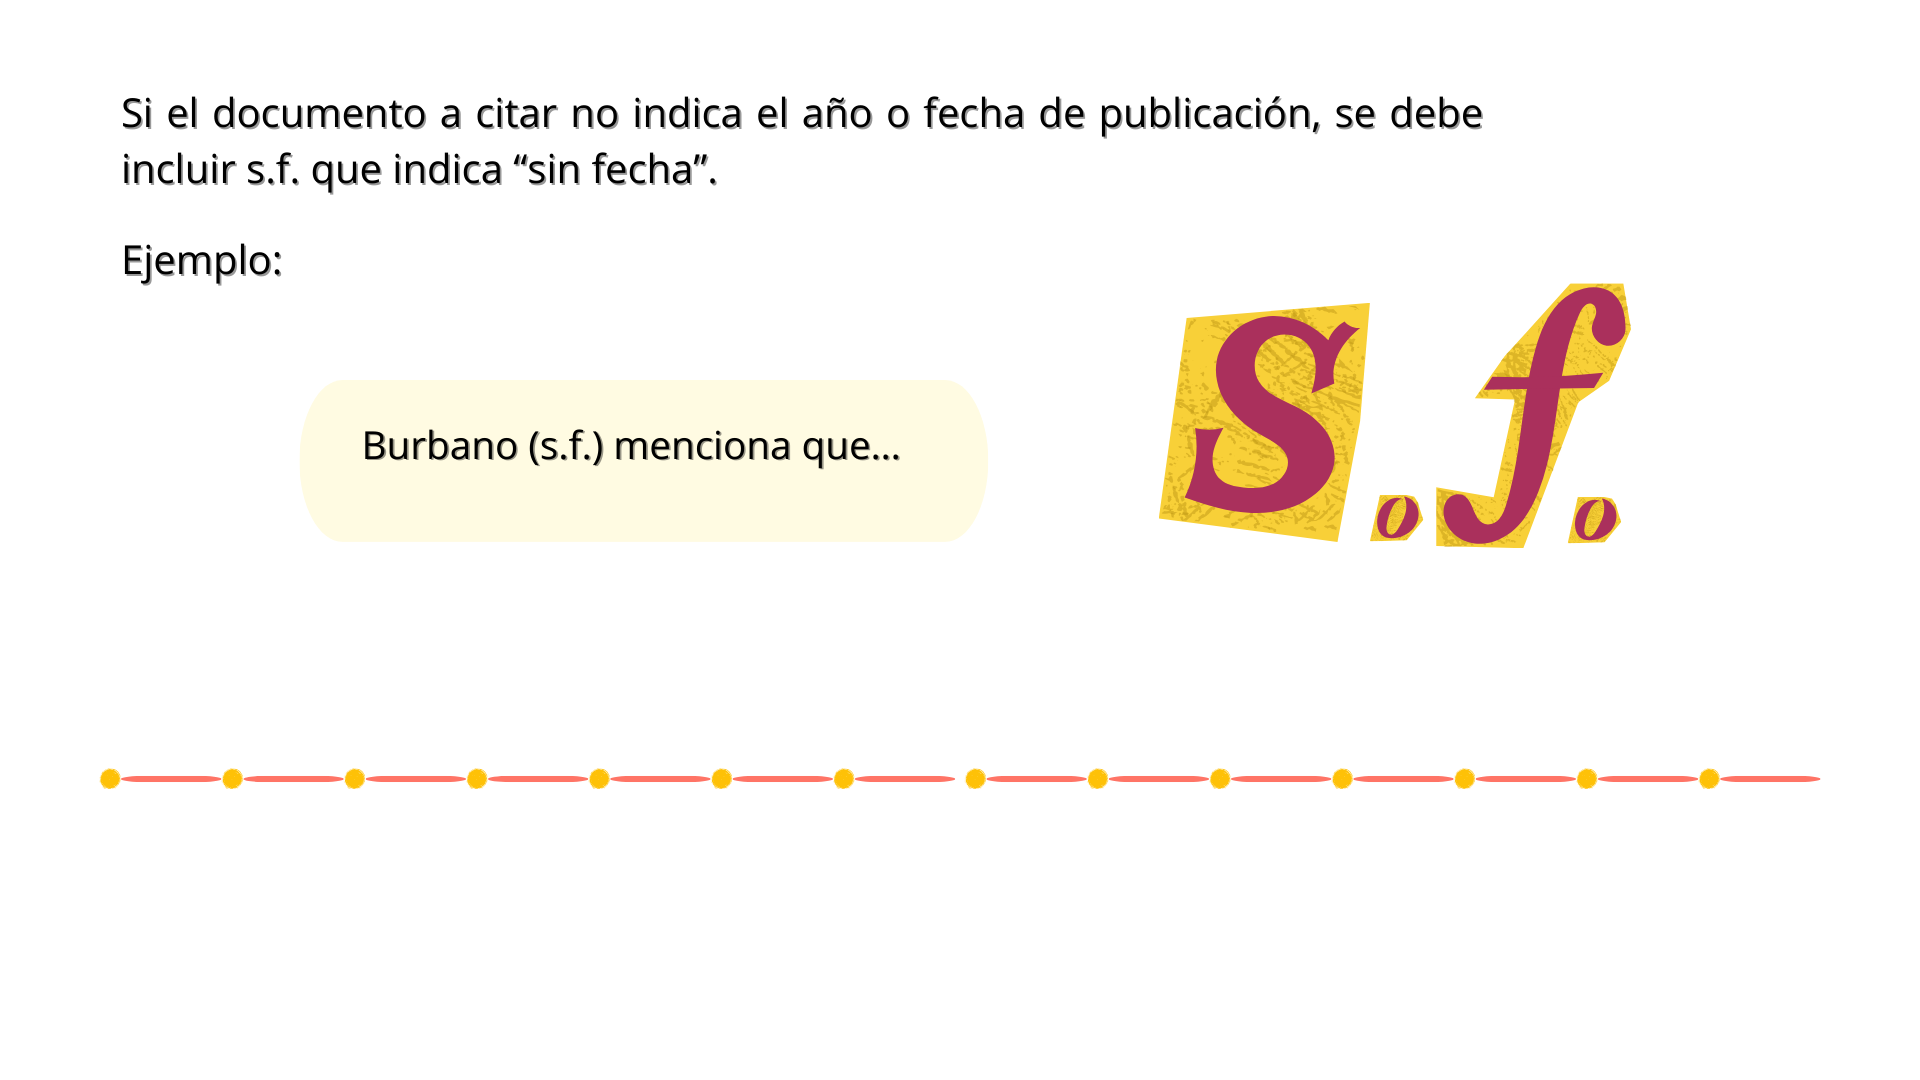 Si el documento a citar no indica el año o fecha de publicación, se debe
incluir s.f. que indica “sin fecha”.
Ejemplo:
Burbano (s.f.) menciona que...
s.f.